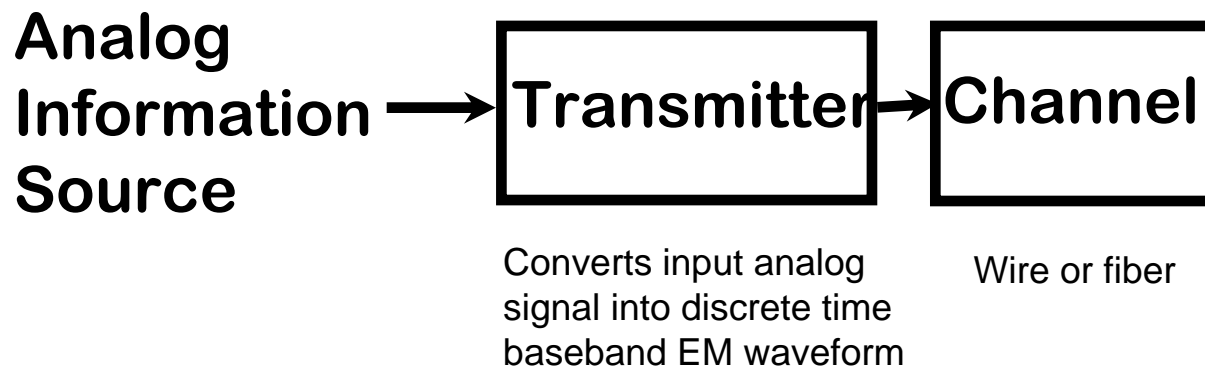 Analog
Information
Source
Transmitter
Channel
Converts input analog
signal into discrete time
baseband EM waveform
Wire or fiber